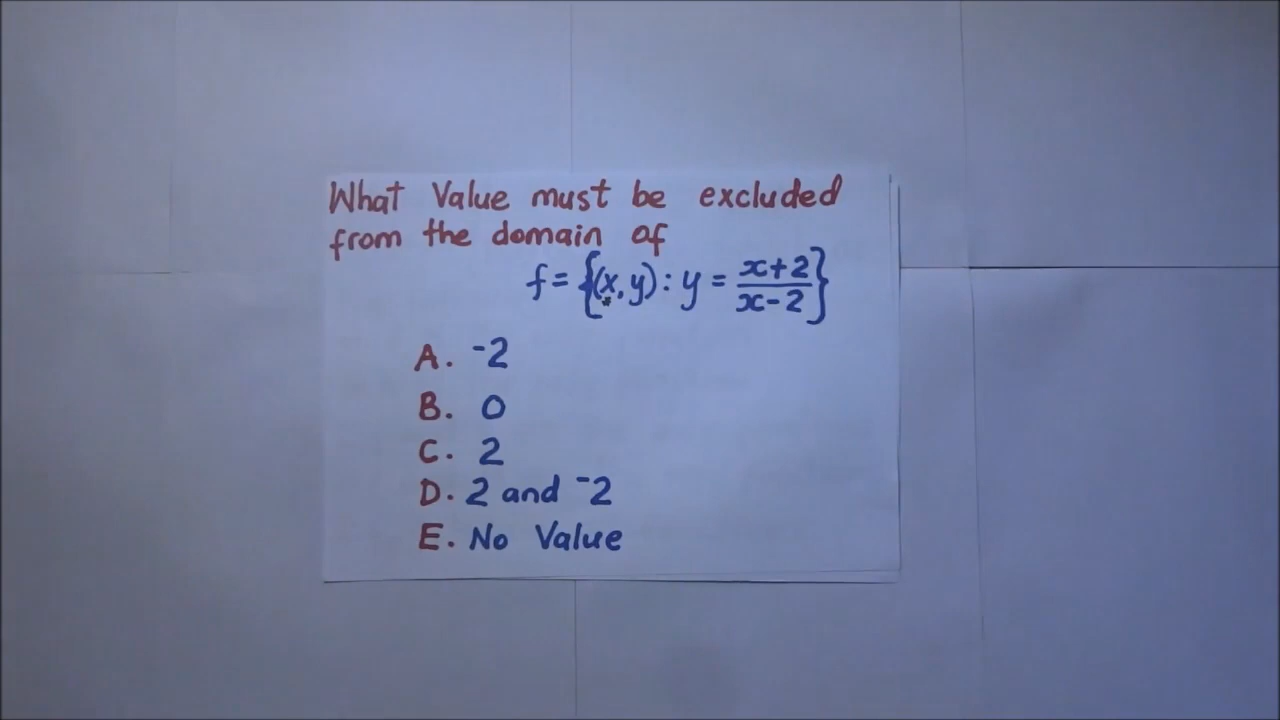 What Value must be excluded
from the domain of
f = {(x, y) : y = (x+2)/(x-2)}
A. -2
B. 0
C. 2
D. 2 and -2
E. No Value